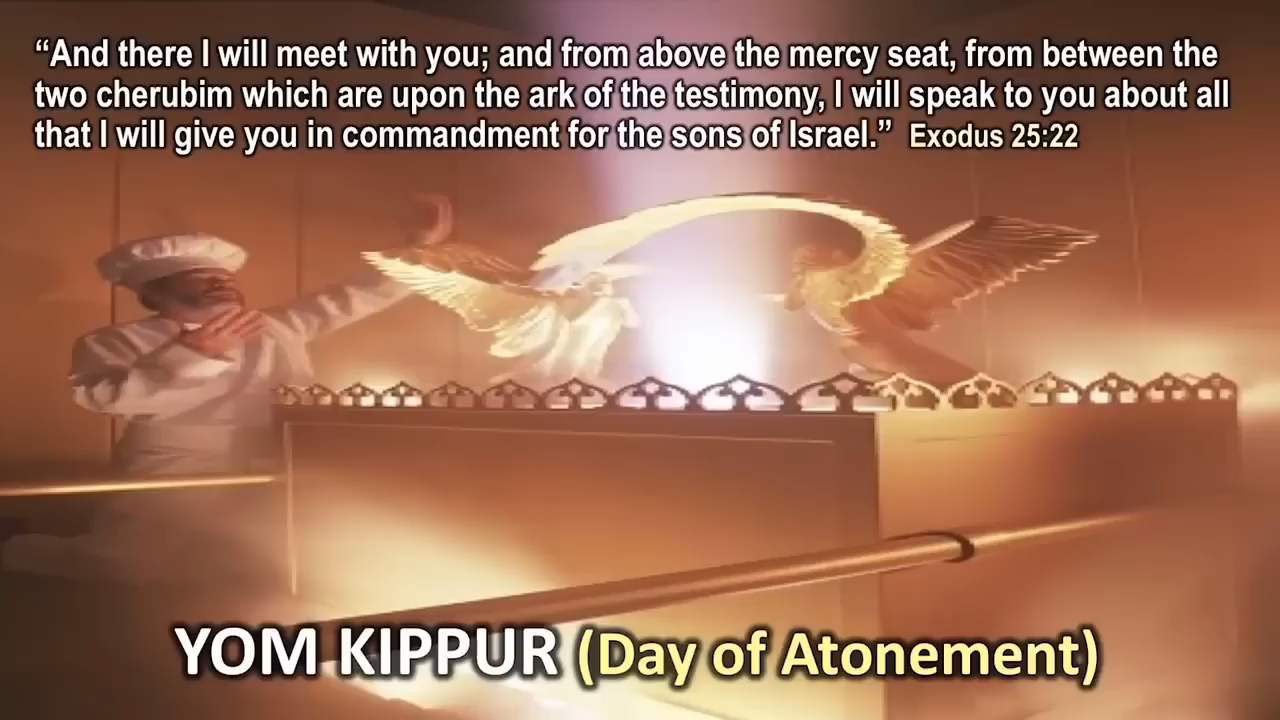 “And there I will meet with you; and from above the mercy seat, from between the
two cherubim which are upon the ark of the testimony, I will speak to you about all
that I will give you in commandment for the sons of Israel.” Exodus 25:22
YOM KIPPUR (Day of Atonement)